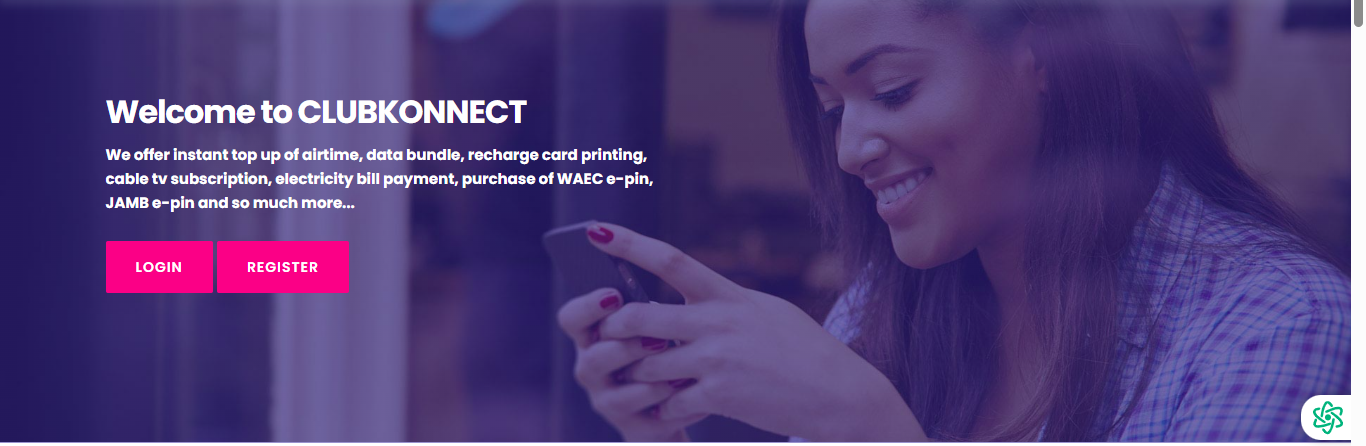 Welcome to CLUBKONNECT
We offer instant top up of airtime, data bundle, recharge card printing,
cable tv subscription, electricity bill payment, purchase of WAEC e-pin,
JAMB e-pin and so much more...
LOGIN REGISTER